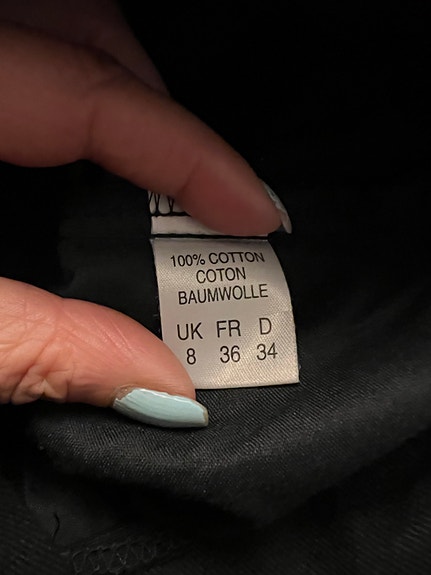 100% COTTON
COTON
BAUMWOLLE
UK FR D
8 36 34